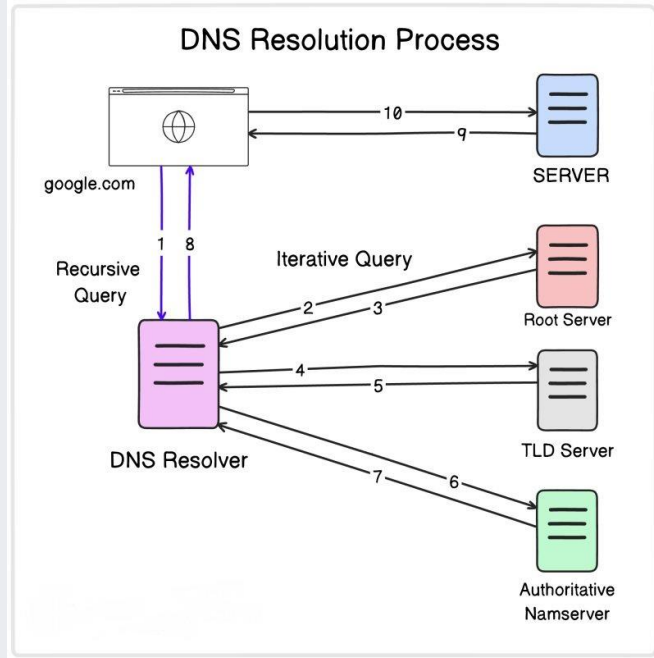 DNS Resolution Process
10
9
google.com
SERVER
1
8
Recursive
Query
Iterative Query
2
3
Root Server
4
5
TLD Server
DNS Resolver
6
7
Authoritative
Namserver